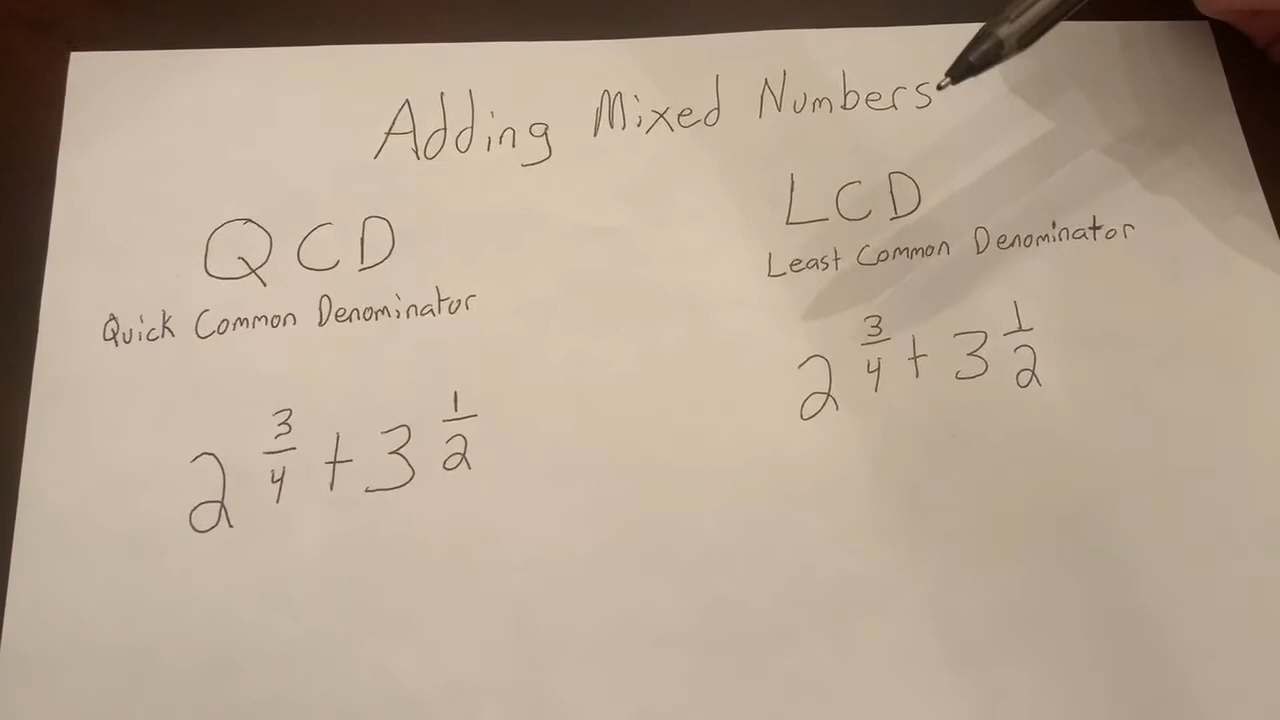 Adding Mixed Numbers
QCD
Quick Common Denominator
2 3/4 + 3 1/2
LCD
Least Common Denominator
2 3/4 + 3 1/2